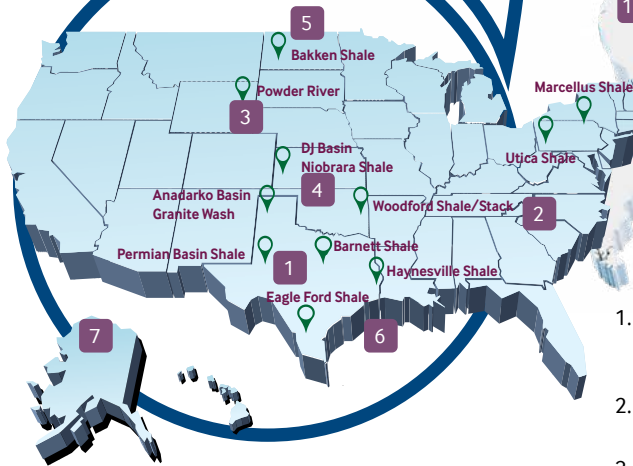 5
1
Bakken Shale
Powder River
Marcellus Shale
3
DJ Basin
Niobrara Shale
Utica Shale
Anadarko Basin
Granite Wash
4
Woodford Shale/Stack
2
Permian Basin Shale
1
Barnett Shale
Haynesville Shale
Eagle Ford Shale
7
6
1.
2.